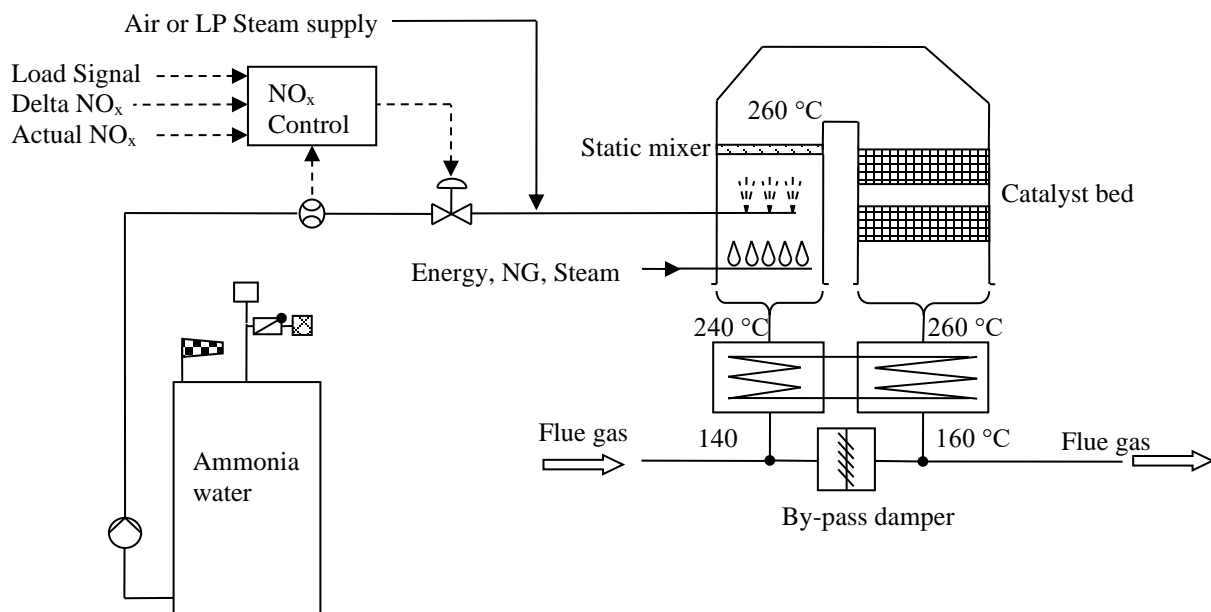 Air or LP Steam supply
Load Signal
Delta NOₓ
Actual NOₓ
NOₓ
Control
260 °C
Static mixer
Catalyst bed
Energy, NG, Steam
240 °C
260 °C
Flue gas
140
160 °C
Flue gas
Ammonia
water
By-pass damper